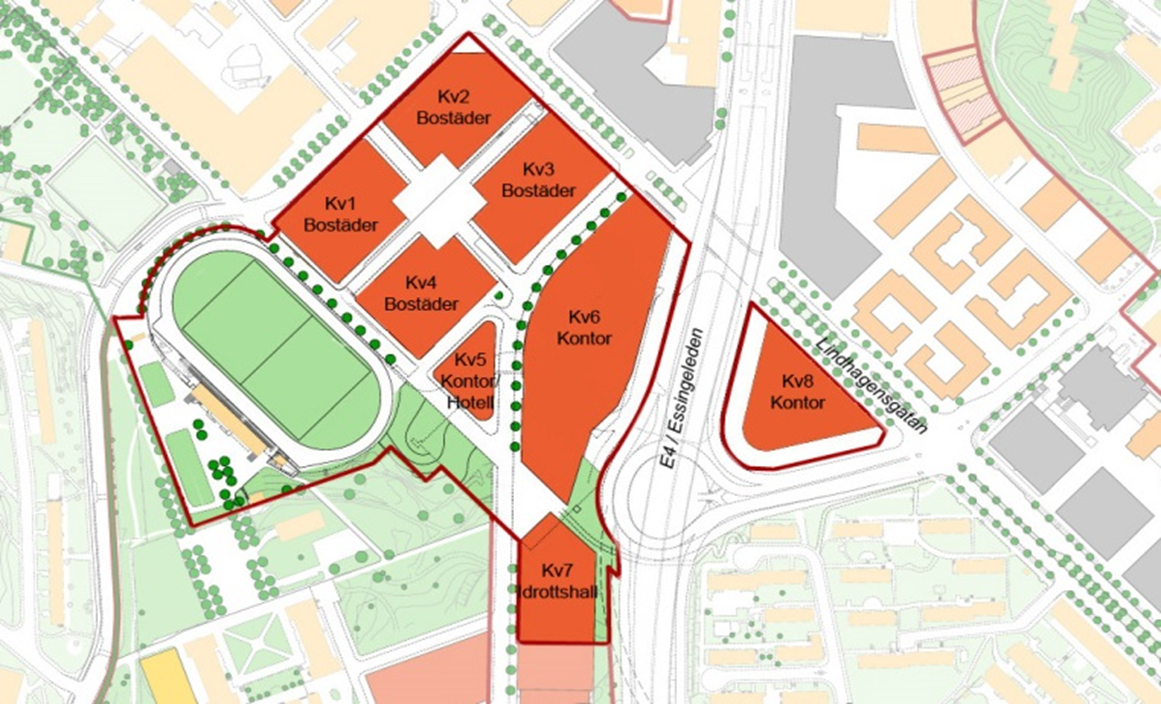 Kv2
Bostäder
Kv3
Bostäder
Kv1
Bostäder
Kv4
Bostäder
Kv6
Kontor
Kv5
Kontor/
Hotell
Kv8
Kontor
Lindhagensgatan
E4 / Essingeleden
Kv7
Idrottshall